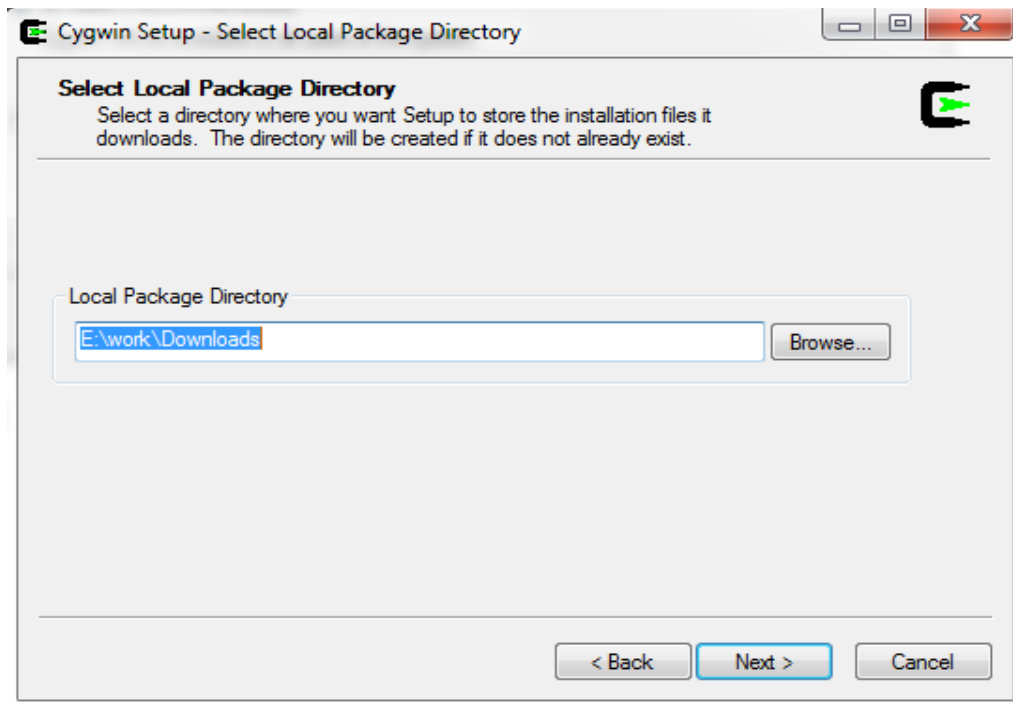 Cygwin Setup - Select Local Package Directory
Select Local Package Directory
Select a directory where you want Setup to store the installation files it
downloads.  The directory will be created if it does not already exist.
Local Package Directory
E:\work\Downloads
Browse...
< Back
Next >
Cancel